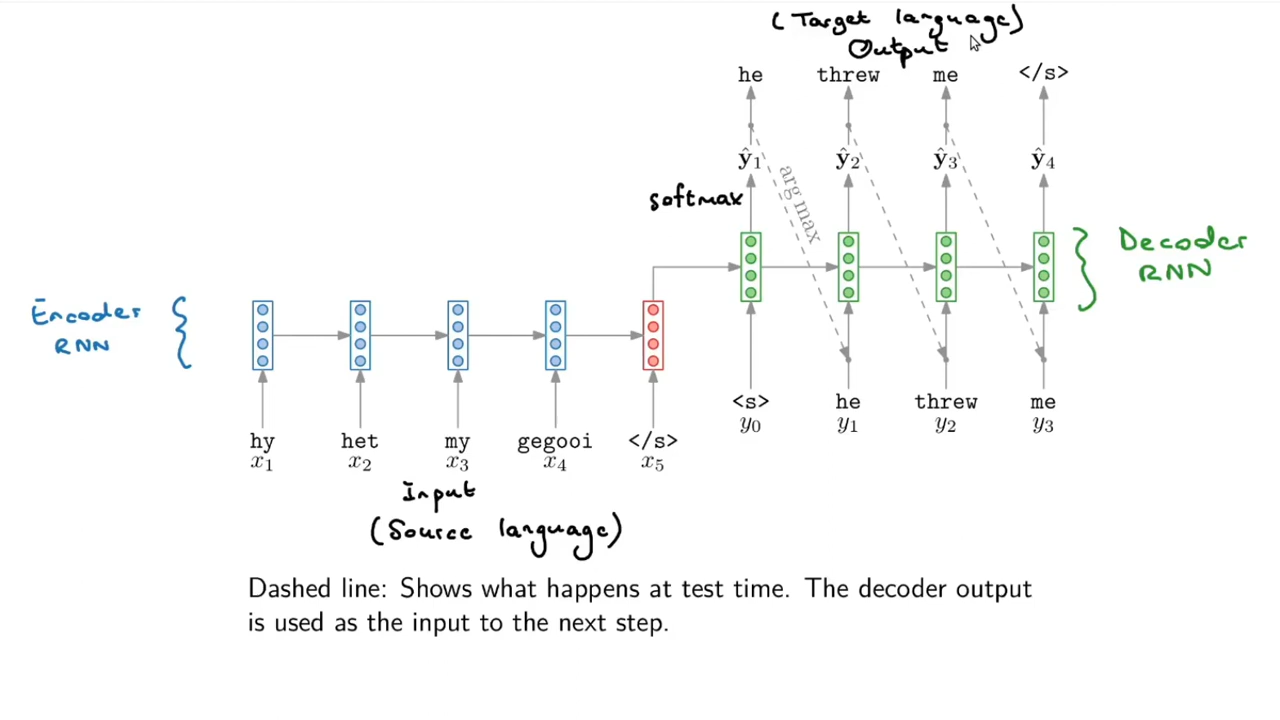 (Target language)
Output
he threw me </s>
ŷ1 ŷ2 ŷ3 ŷ4
softmax
arg max
Decoder
RNN
Encoder
RNN
<s> he threw me
y0 y1 y2 y3
hy het my gegooi </s>
x1 x2 x3 x4 x5
Input
(Source language)
Dashed line: Shows what happens at test time. The decoder output
is used as the input to the next step.